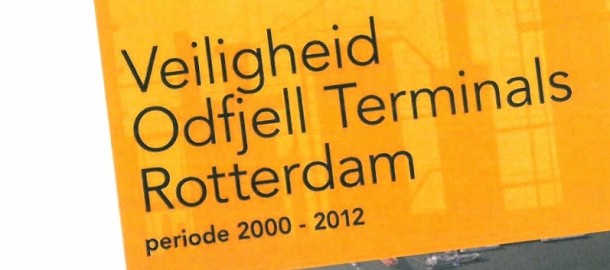 Veiligheid
Odfjell Terminals
Rotterdam
periode 2000 - 2012